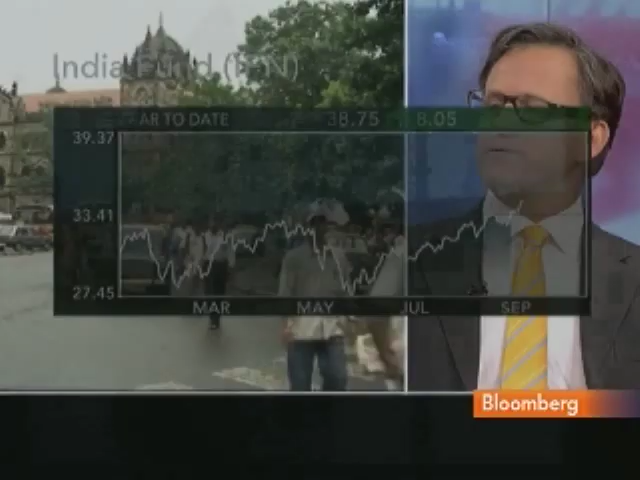 India Fund (IFN)
YEAR TO DATE 38.75 8.05
39.37
33.41
27.45
MAR MAY JUL SEP
Bloomberg